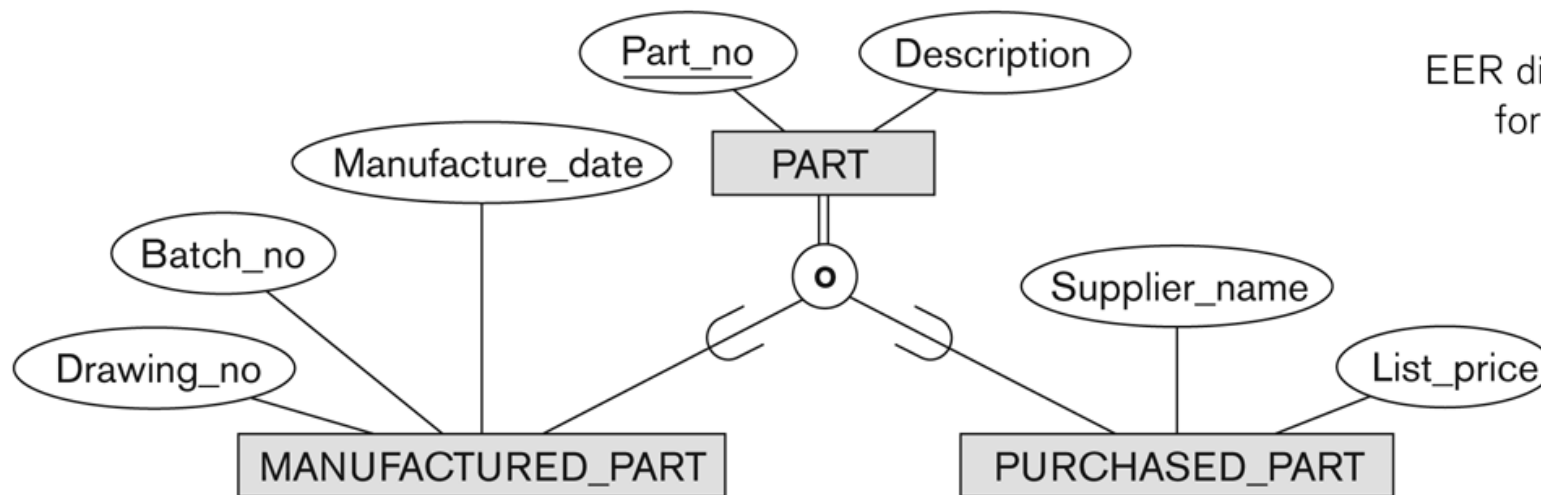 Part_no
Description
EER di
for
Manufacture_date
PART
Batch_no
o
Supplier_name
Drawing_no
List_price
MANUFACTURED_PART
PURCHASED_PART